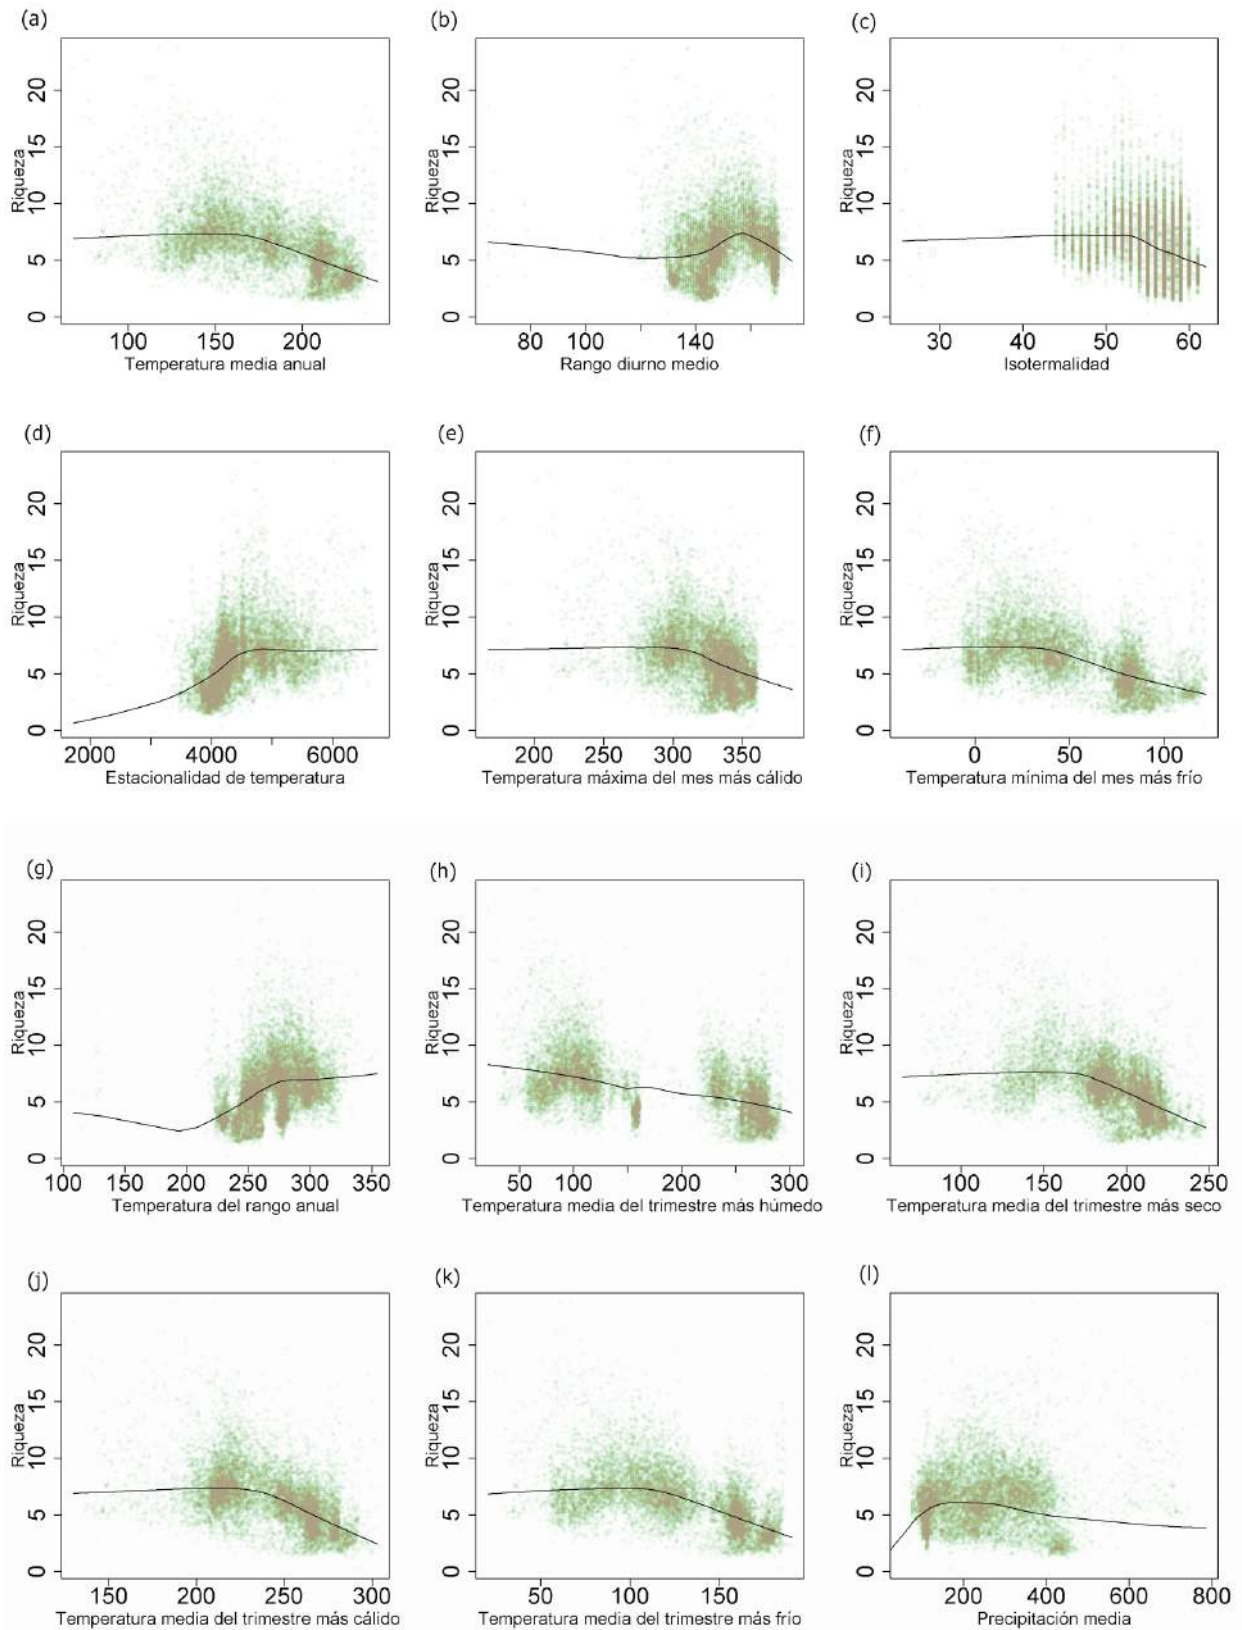 (a)
Riqueza
0 5 10 15 20
100 150 200
Temperatura media anual
(b)
Riqueza
0 5 10 15 20
80 100 140
Rango diurno medio
(c)
Riqueza
0 5 10 15 20
30 40 50 60
Isotermalidad
(d)
Riqueza
0 5 10 15 20
2000 4000 6000
Estacionalidad de temperatura
(e)
Riqueza
0 5 10 15 20
200 250 300 350
Temperatura máxima del mes más cálido
(f)
Riqueza
0 5 10 15 20
0 50 100
Temperatura mínima del mes más frío
(g)
Riqueza
0 5 10 15 20
100 150 200 250 300 350
Temperatura del rango anual
(h)
Riqueza
0 5 10 15 20
50 100 200 300
Temperatura media del trimestre más húmedo
(i)
Riqueza
0 5 10 15 20
100 150 200 250
Temperatura media del trimestre más seco
(j)
Riqueza
0 5 10 15 20
150 200 250 300
Temperatura media del trimestre más cálido
(k)
Riqueza
0 5 10 15 20
50 100 150
Temperatura media del trimestre más frío
(l)
Riqueza
0 5 10 15 20
200 400 600 800
Precipitación media